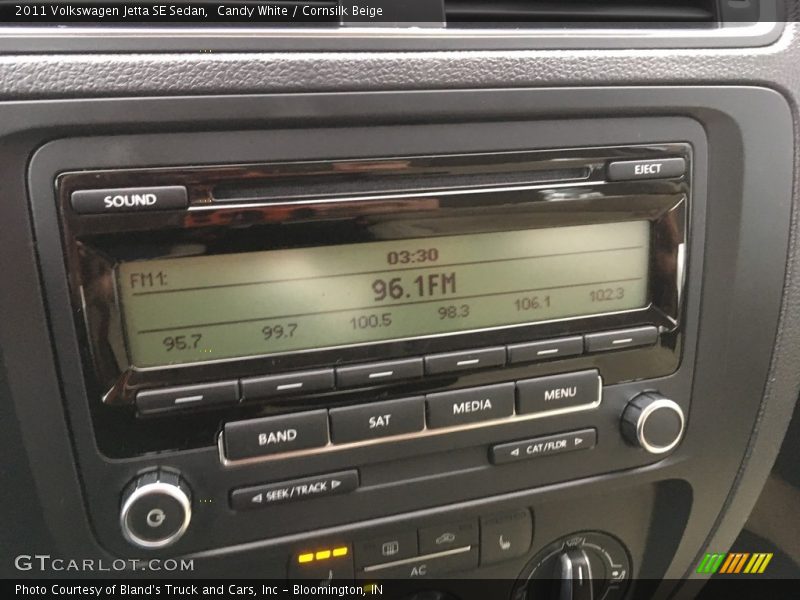 2011 Volkswagen Jetta SE Sedan,  Candy White / Cornsilk Beige
SOUND
EJECT
03:30
FM1:
96.1FM
95.7 99.7 100.5 98.3 106.1 102.3
BAND SAT MEDIA MENU
SEEK/TRACK
CAT/FLDR
AC
GTCARLOT.COM
Photo Courtesy of Bland's Truck and Cars, Inc – Bloomington, IN